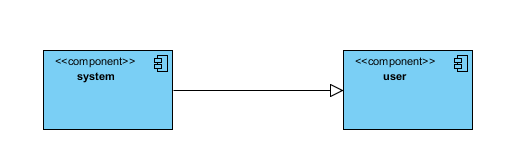 <<component>>
system
<<component>>
user